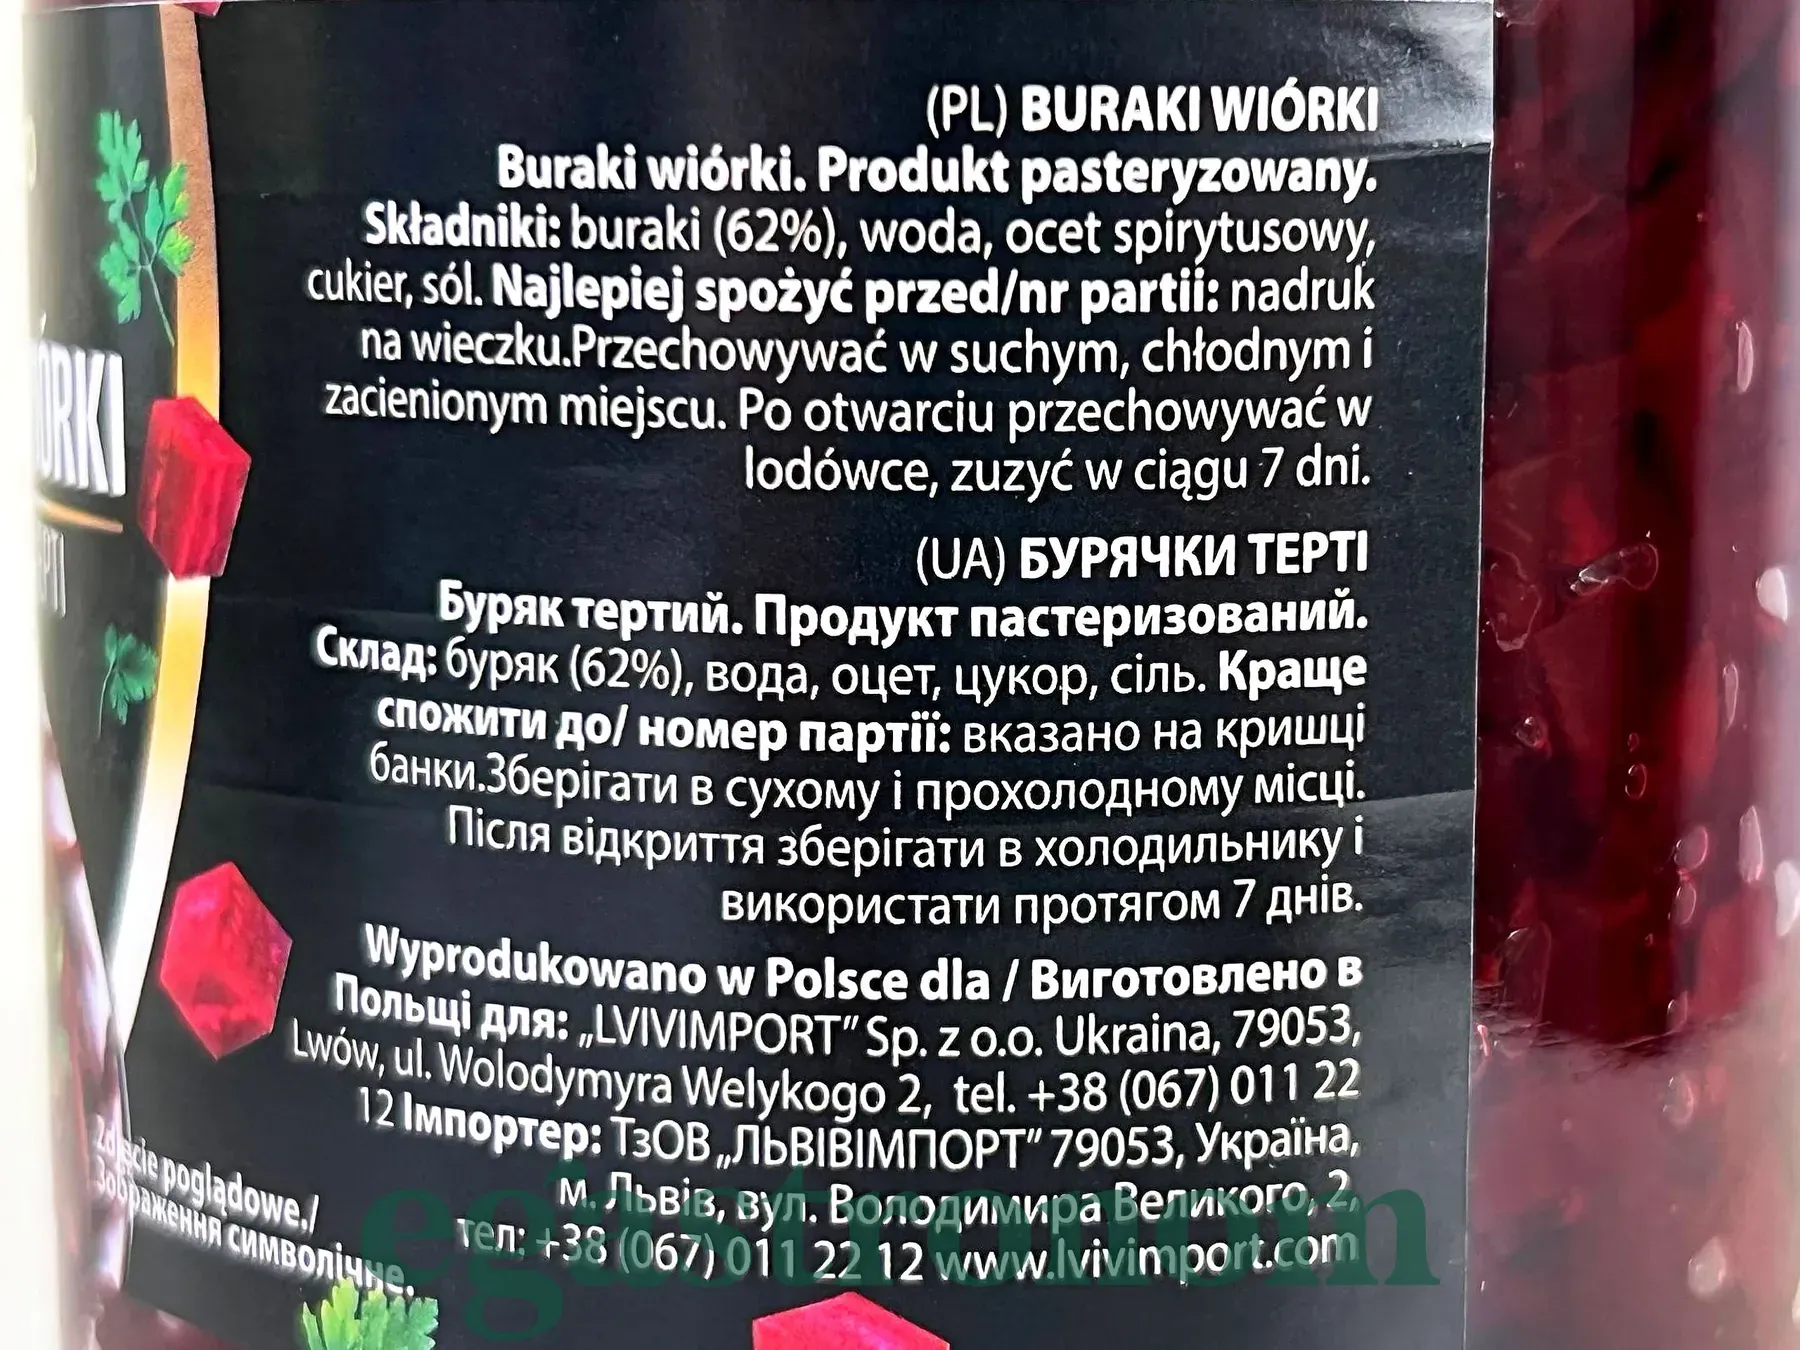 (PL) BURAKI WIÓRKI
Buraki wiórki. Produkt pasteryzowany.
Składniki: buraki (62%), woda, ocet spirytusowy,
cukier, sól. Najlepiej spożyć przed/nr partii: nadruk
na wieczku.Przechowywać w suchym, chłodnym i
zacienionym miejscu. Po otwarciu przechowywać w
lodówce, zuzyć w ciągu 7 dni.
(UA) БУРЯЧКИ ТЕРТІ
Буряк тертий. Продукт пастеризований.
Склад: буряк (62%), вода, оцет, цукор, сіль. Краще
спожити до/ номер партії: вказано на кришці
банки.Зберігати в сухому і прохолодному місці.
Після відкриття зберігати в холодильнику і
використати протягом 7 днів.
Wyprodukowano w Polsce dla / Виготовлено в
Польщі для: „LVIVIMPORT” Sp. z o.o. Ukraina, 79053,
Lwów, ul. Wolodymyra Welykogo 2, tel. +38 (067) 011 22
12 Імпортер: ТзОВ „ЛЬВІВІМПОРТ” 79053, Україна,
м. Львів, вул. Володимира Великого, 2,
тел: +38 (067) 011 22 12 www.lvivimport.com
Zdjęcie poglądowe./
Зображення символічне.
ÓRKI
РТІ
egastronom